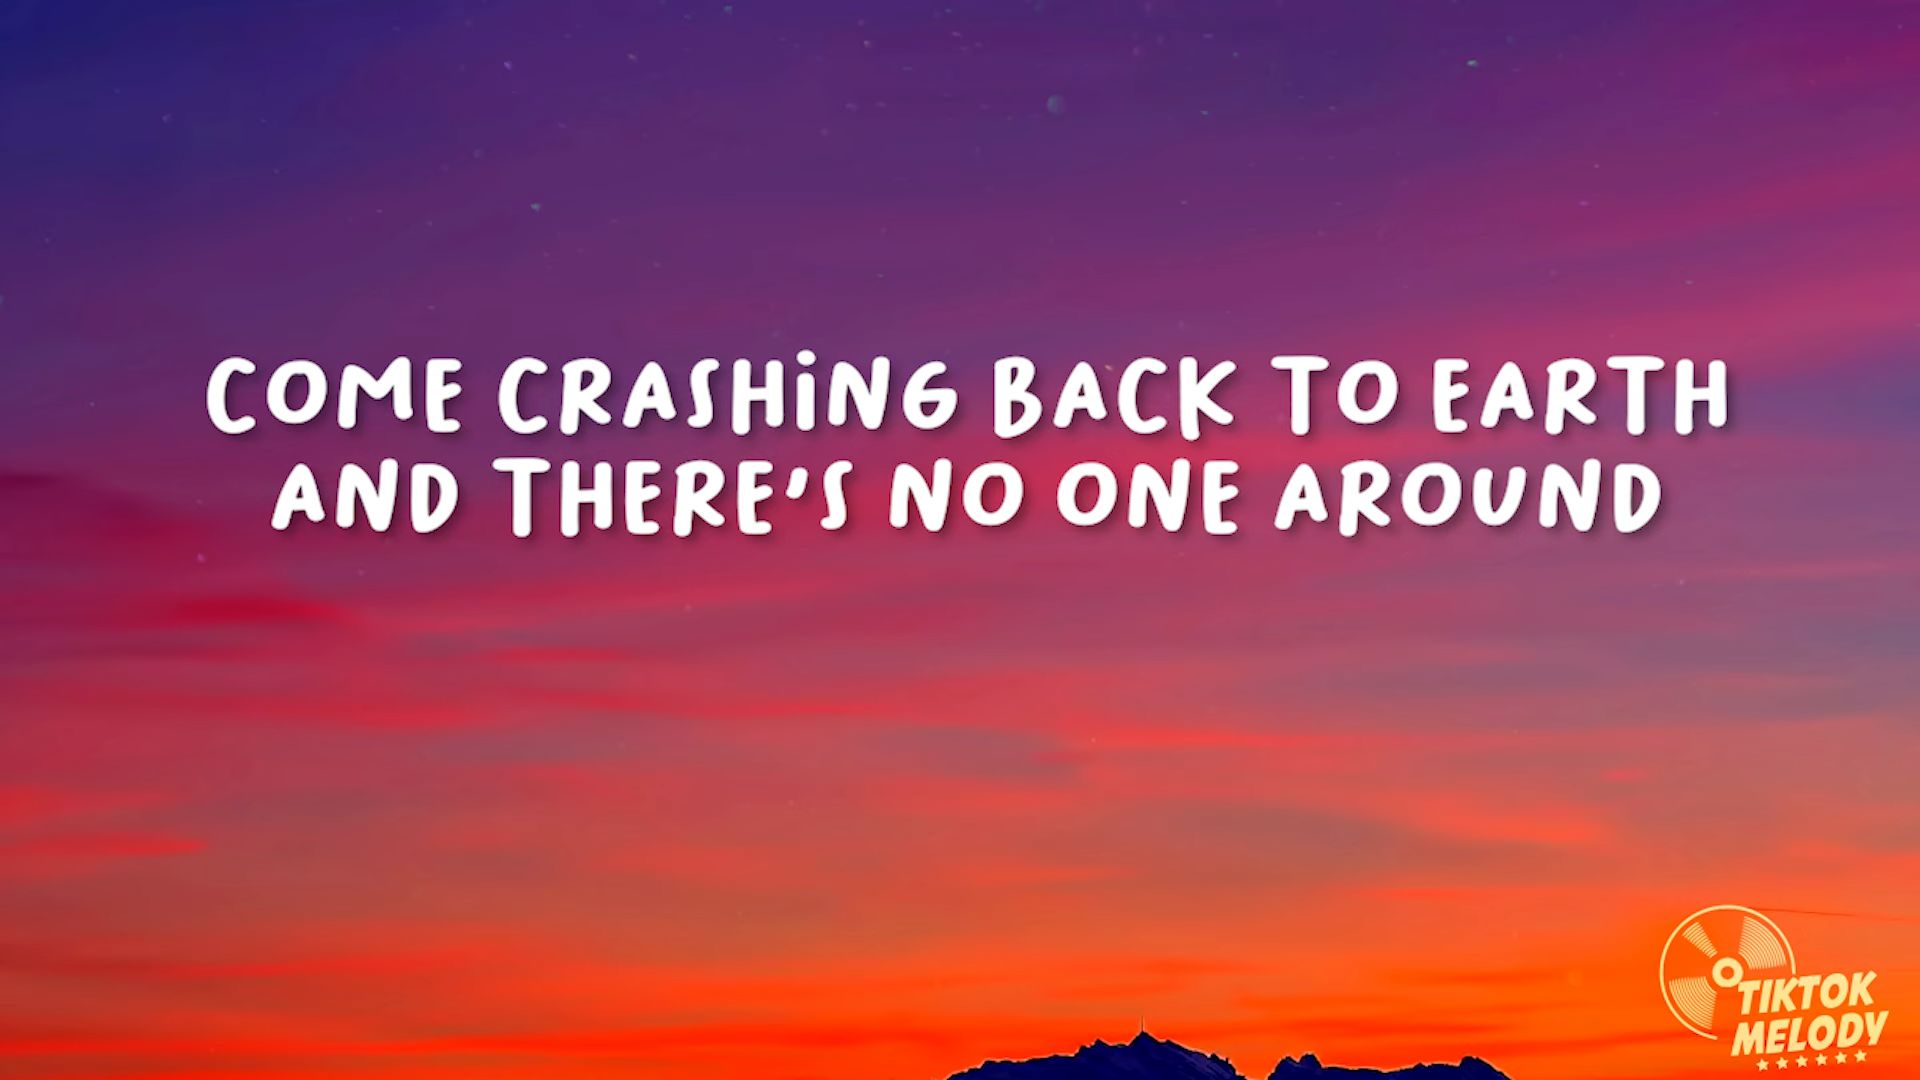 COME CRASHiNG BACK TO EARTH
AND THERE'S NO ONE AROUND
TIKTOK
MELODY